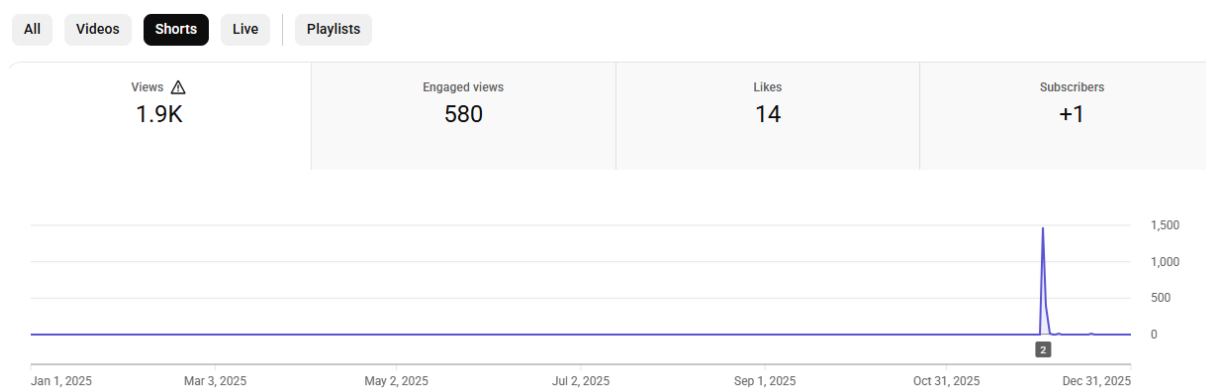 All Videos Shorts Live Playlists
Views Engaged views Likes Subscribers
1.9K 580 14 +1
1,500
1,000
500
0
2
Jan 1, 2025 Mar 3, 2025 May 2, 2025 Jul 2, 2025 Sep 1, 2025 Oct 31, 2025 Dec 31, 2025